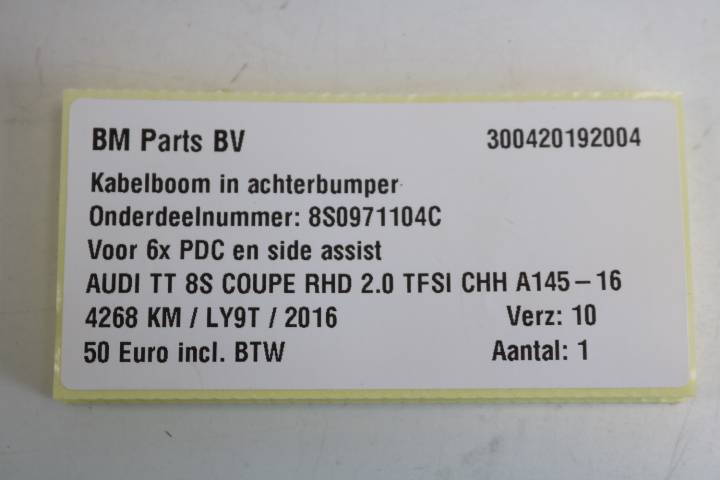 BM Parts BV 300420192004
Kabelboom in achterbumper
Onderdeelnummer: 8S0971104C
Voor 6x PDC en side assist
AUDI TT 8S COUPE RHD 2.0 TFSI CHH A145-16
4268 KM / LY9T / 2016 Verz: 10
50 Euro incl. BTW Aantal: 1